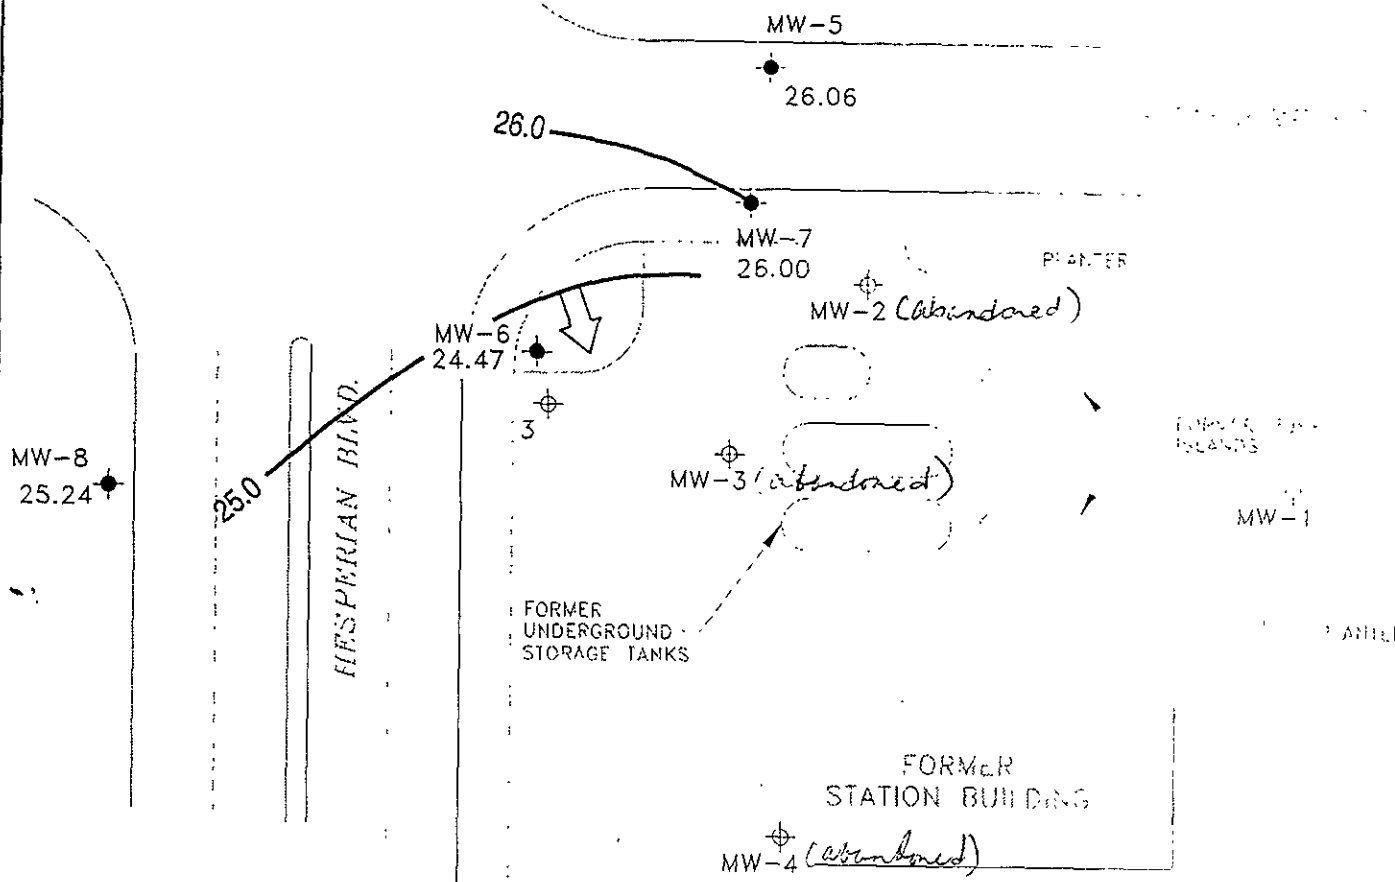 MW-5
26.06
26.0
MW-7
26.00
PLANTER
MW-2 (abandoned)
MW-6
24.47
3
MW-8
25.24
25.0
HESPERIAN BLVD.
MW-3 (abandoned)
ISLANDS
MW-1
FORMER
UNDERGROUND
STORAGE TANKS
FORMER
STATION BUILDING
MW-4 (abandoned)